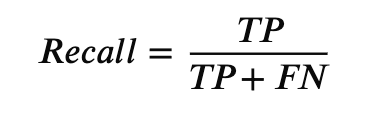 Recall = TP / TP + FN